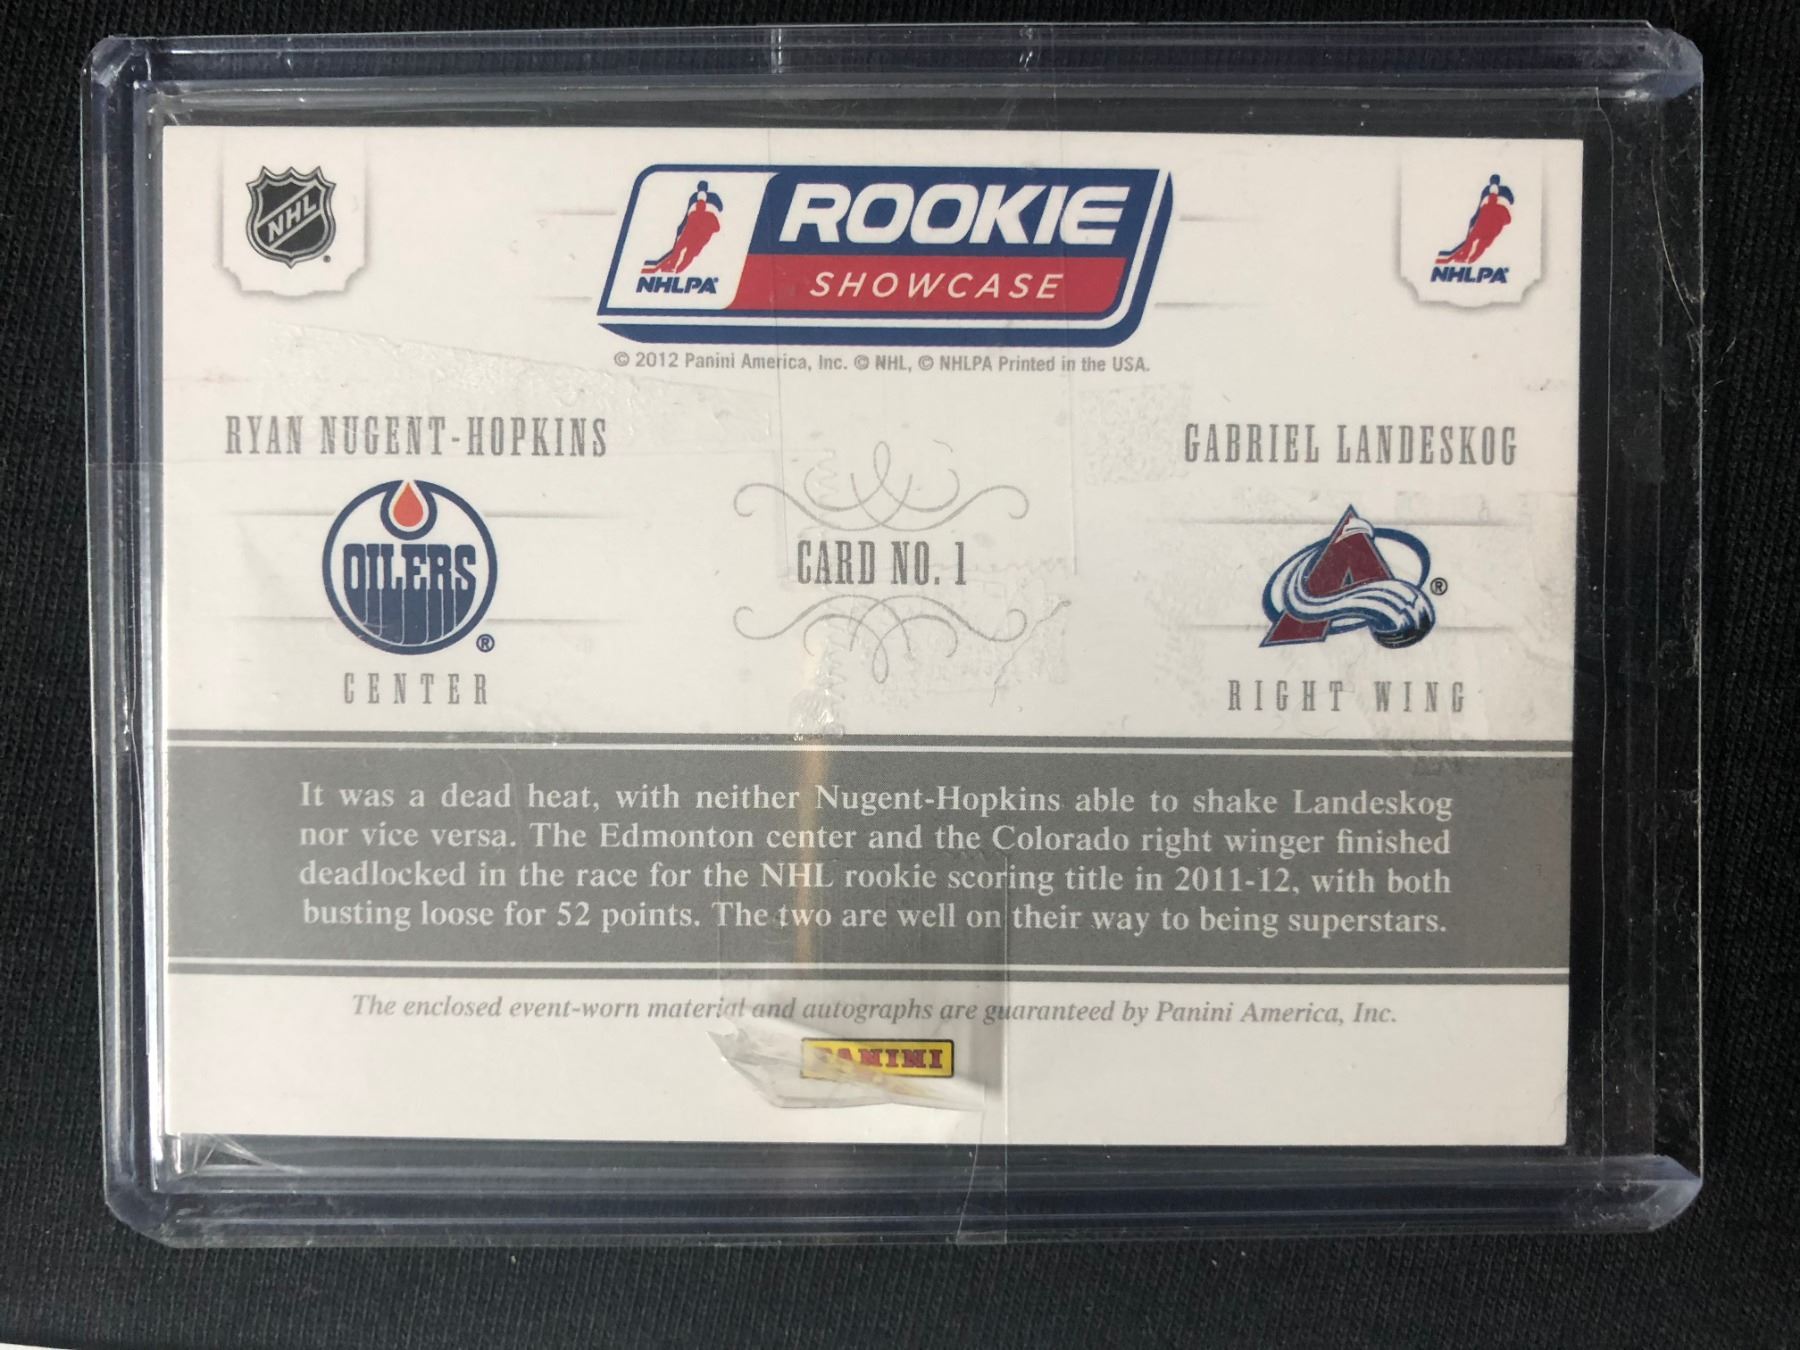 NHL
NHLPA
ROOKIE
SHOWCASE
NHLPA
© 2012 Panini America, Inc. © NHL, © NHLPA Printed in the USA.
RYAN NUGENT-HOPKINS
GABRIEL LANDESKOG
OILERS
®
CARD NO. 1
A
®
CENTER
RIGHT WING
It was a dead heat, with neither Nugent-Hopkins able to shake Landeskog
nor vice versa. The Edmonton center and the Colorado right winger finished
deadlocked in the race for the NHL rookie scoring title in 2011-12, with both
busting loose for 52 points. The two are well on their way to being superstars.
The enclosed event-worn material and autographs are guaranteed by Panini America, Inc.
PANINI